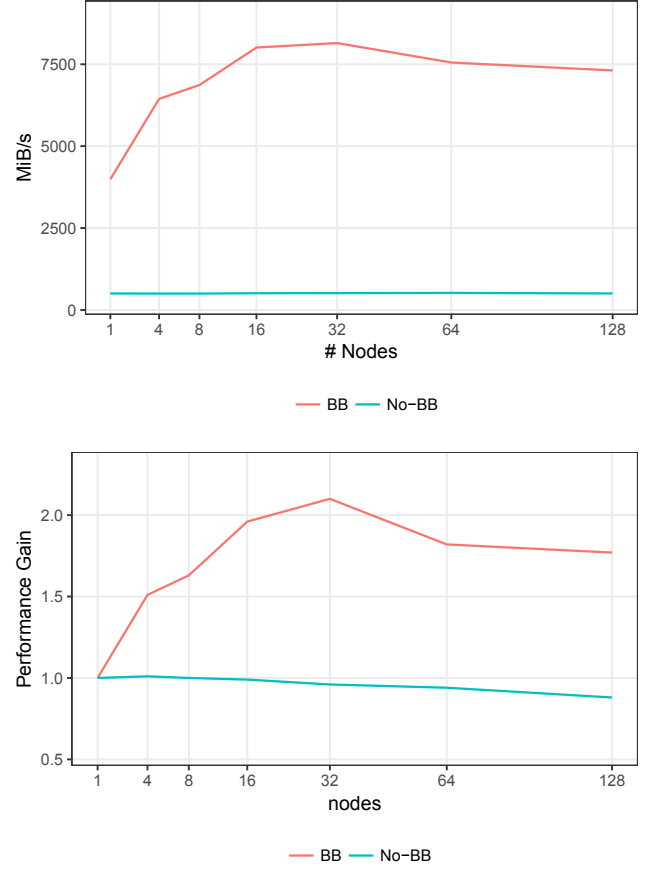 7500
5000
2500
0
MiB/s
1 4 8 16 32 64 128
# Nodes
BB No−BB
2.0
1.5
1.0
0.5
Performance Gain
1 4 8 16 32 64 128
nodes
BB No−BB